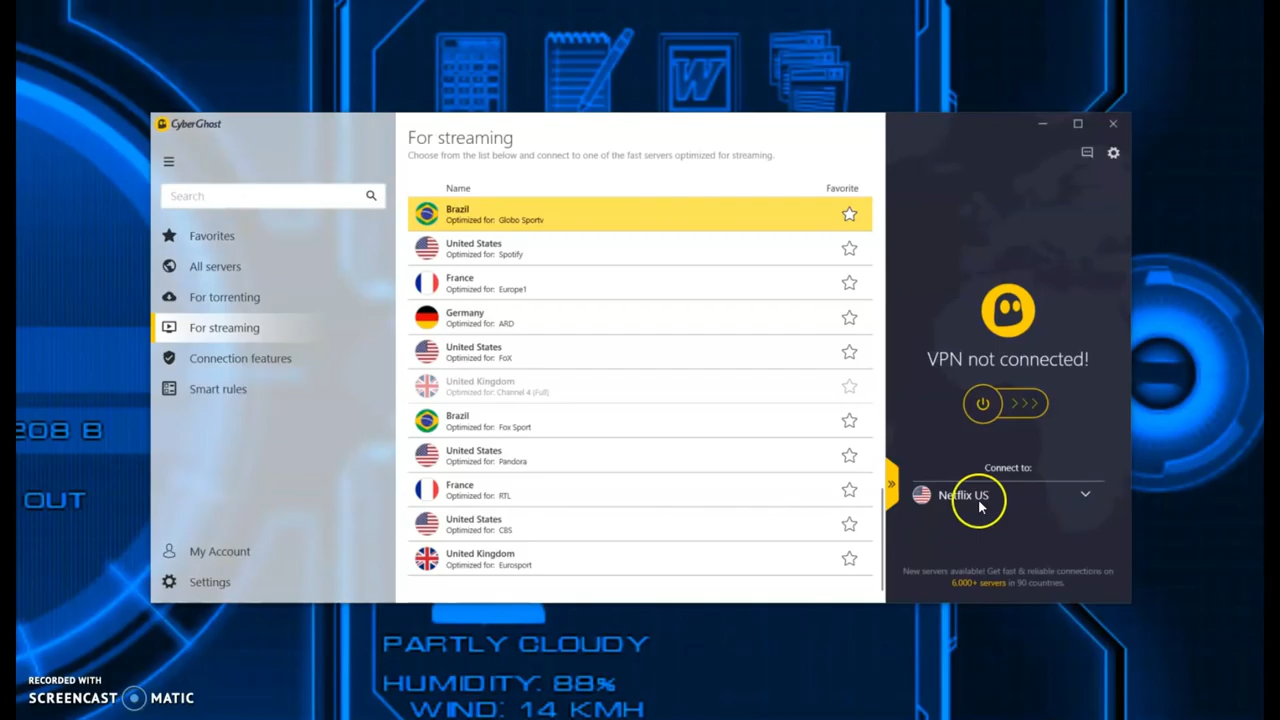 W
CyberGhost
Search
Favorites
All servers
For torrenting
For streaming
Connection features
Smart rules
My Account
Settings
For streaming
Choose from the list below and connect to one of the fast servers optimized for streaming.
Name Favorite
Brazil
Optimized for: Globo Sportv
United States
Optimized for: Spotify
France
Optimized for: Europe1
Germany
Optimized for: ARD
United States
Optimized for: FoX
United Kingdom
Optimized for: Channel 4 [Full]
Brazil
Optimized for: Fox Sport
United States
Optimized for: Pandora
France
Optimized for: RTL
United States
Optimized for: CBS
United Kingdom
Optimized for: Eurosport
VPN not connected!
Connect to:
Netflix US
New servers available! Get fast & reliable connections on
6,000+ servers in 90 countries.
208 B
OUT
PARTLY CLOUDY
HUMIDITY: 88%
WIND: 14 KMH
RECORDED WITH
SCREENCAST MATIC